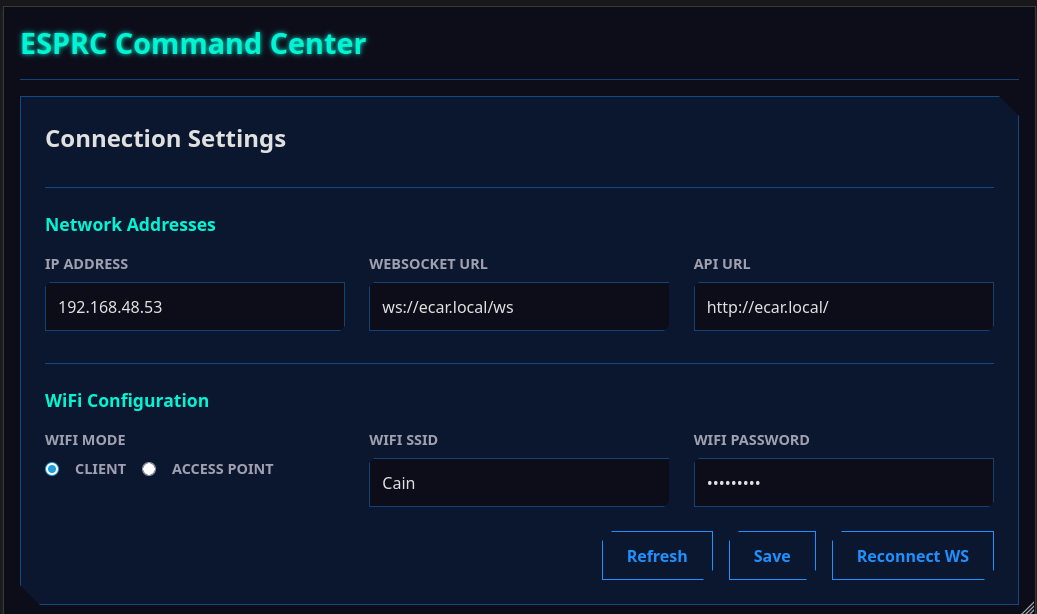 ESPRC Command Center
Connection Settings
Network Addresses
IP ADDRESS
WEBSOCKET URL
API URL
192.168.48.53
ws://ecar.local/ws
http://ecar.local/
WiFi Configuration
WIFI MODE
WIFI SSID
WIFI PASSWORD
CLIENT ACCESS POINT
Cain
•••••••••
Refresh
Save
Reconnect WS